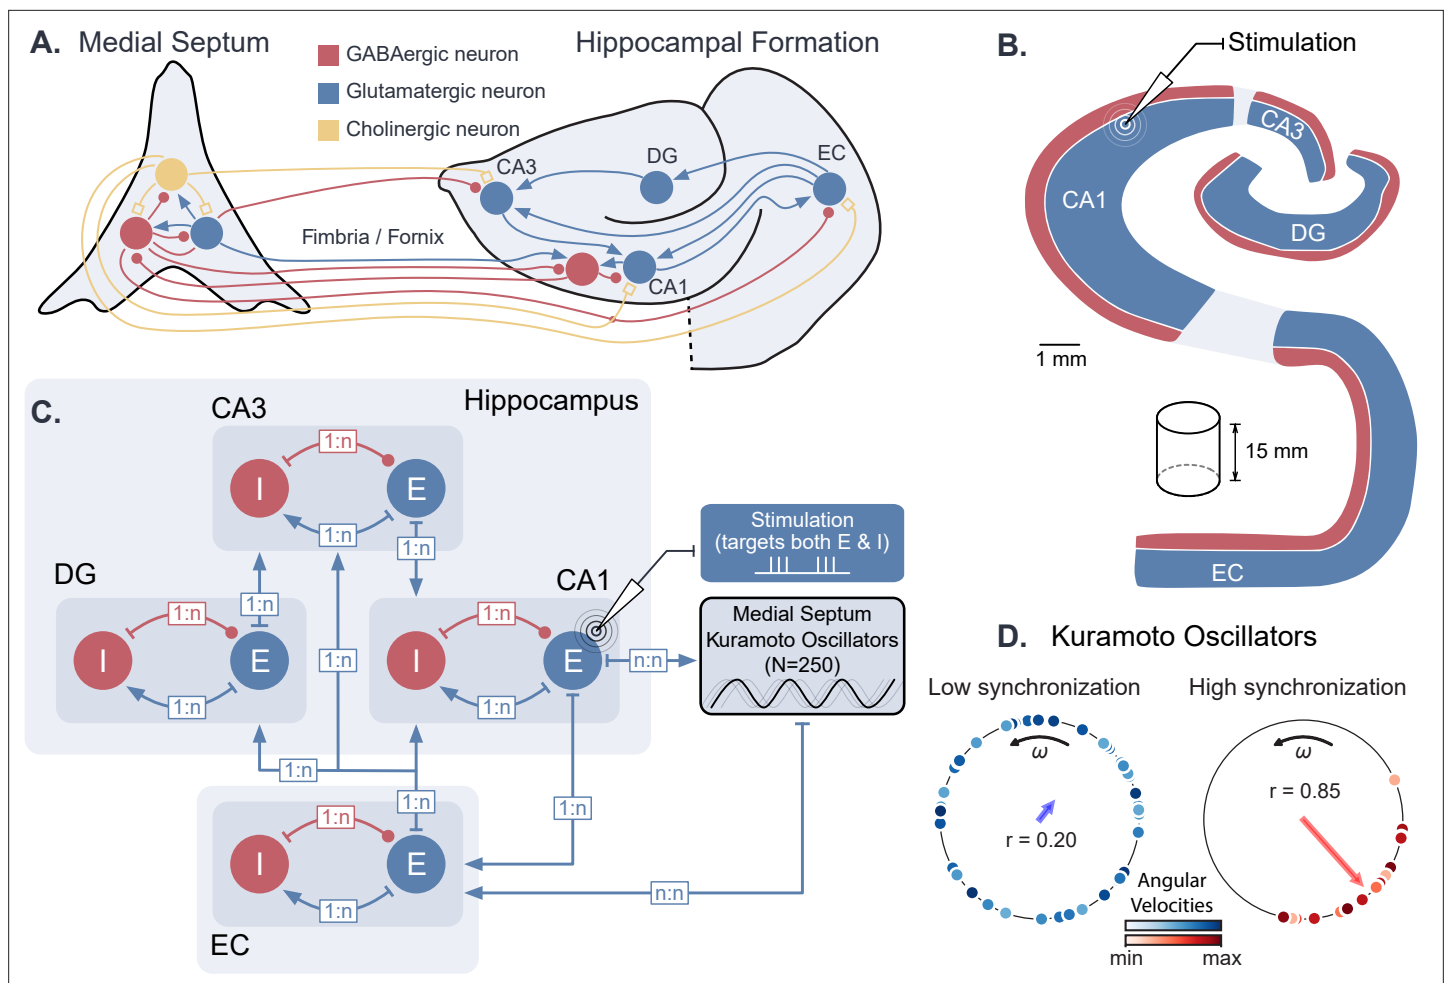 A. Medial Septum
GABAergic neuron
Glutamatergic neuron
Cholinergic neuron
Hippocampal Formation
CA3
DG
EC
Fimbria / Fornix
CA1
B.
Stimulation
CA3
CA1
DG
1 mm
15 mm
EC
C.
Hippocampus
CA3
1:n
I
E
1:n
1:n
DG
1:n
1:n
I
E
1:n
1:n
CA1
1:n
I
E
1:n
n:n
Stimulation
(targets both E & I)
Medial Septum
Kuramoto Oscillators
(N=250)
1:n
1:n
1:n
1:n
I
E
1:n
n:n
EC
D. Kuramoto Oscillators
Low synchronization
ω
r = 0.20
High synchronization
ω
r = 0.85
Angular
Velocities
min
max